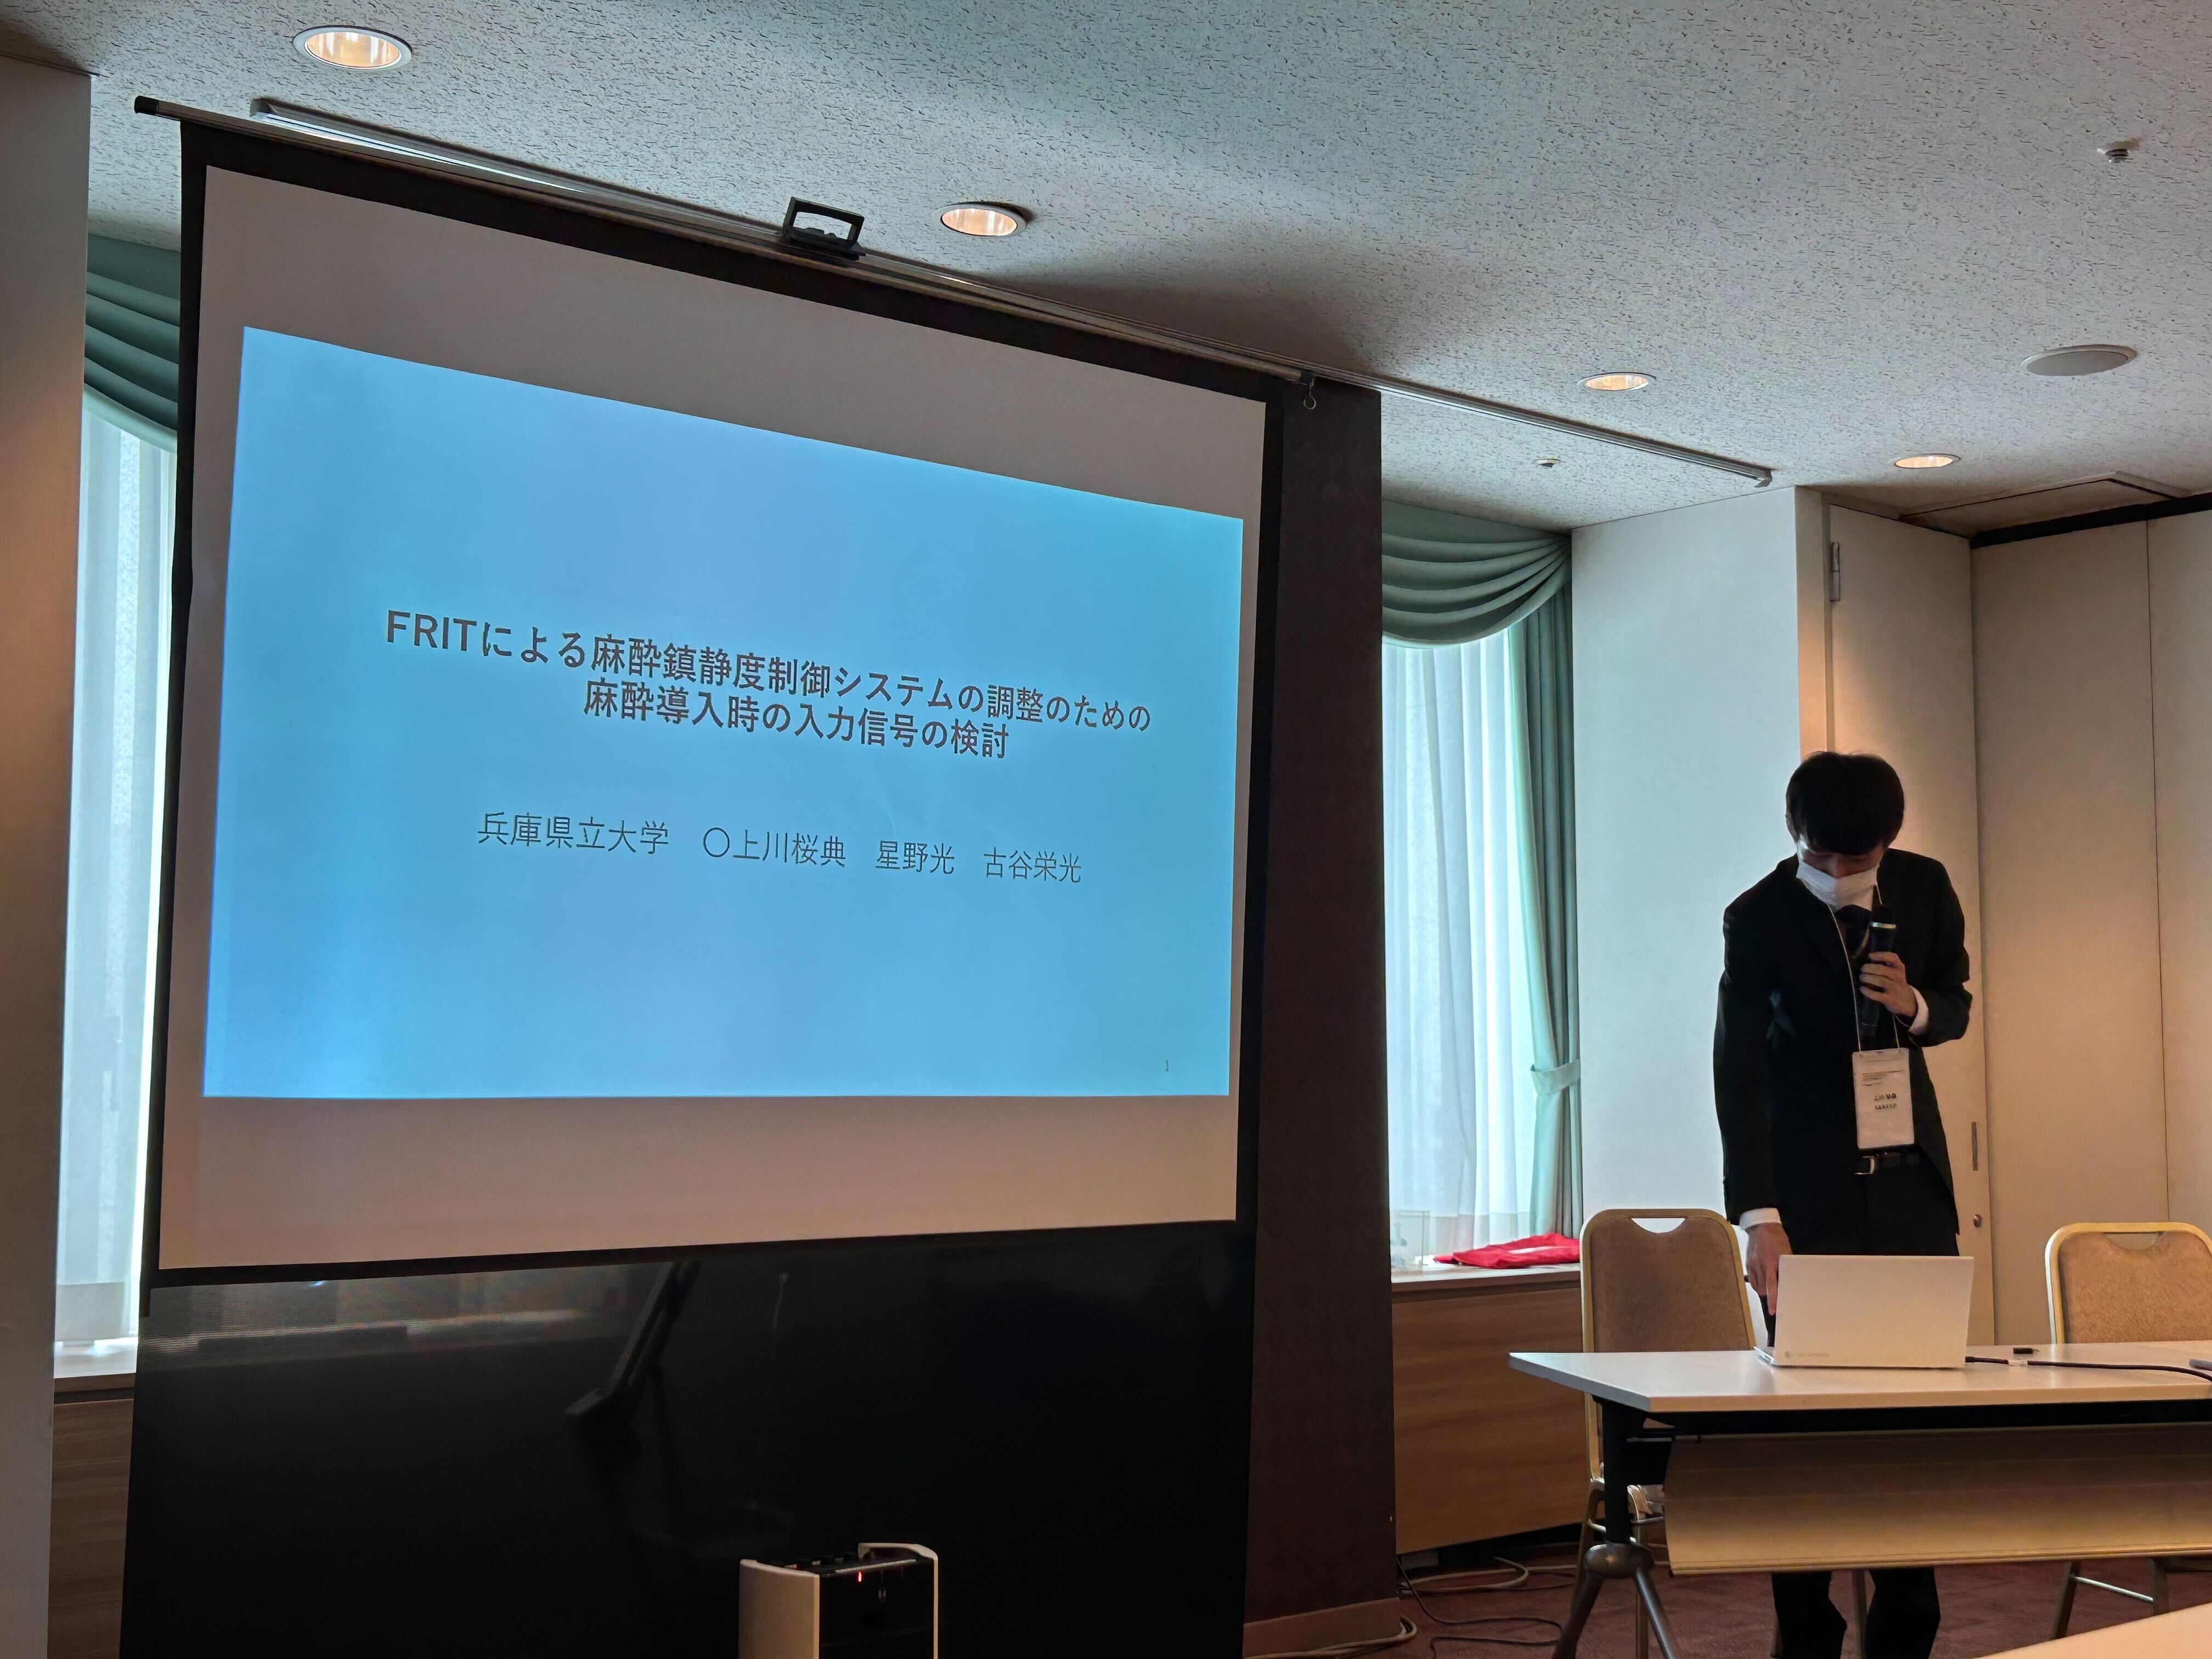 FRITによる麻酔鎮静度制御システムの調整のための
麻酔導入時の入力信号の検討
兵庫県立大学　〇上川桜典　星野光　古谷栄光
1